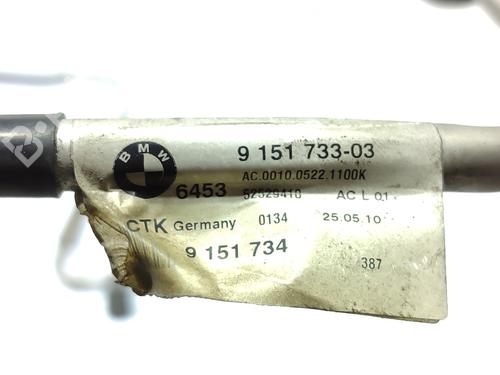 BMW
9 151 733-03
AC.0010.0522.1100K
6453 52529410 AC L 01
CTK Germany 0134 25.05.10
9 151 734
387